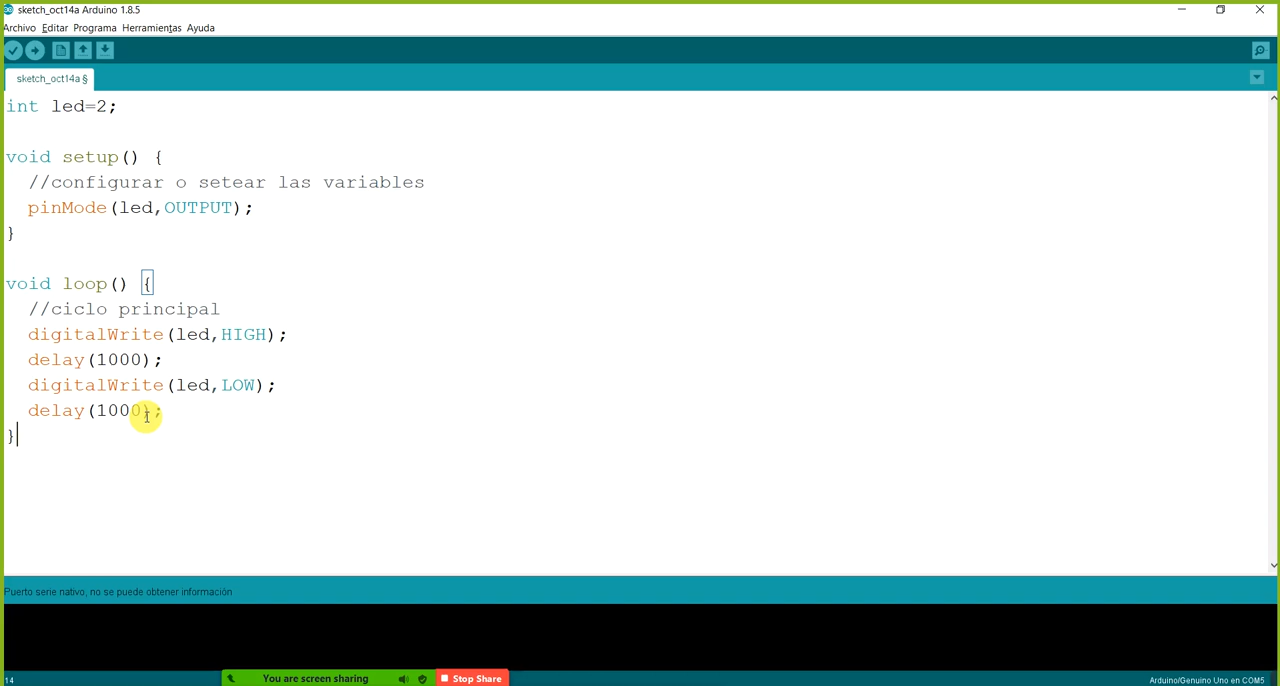 sketch_oct14a Arduino 1.8.5
Archivo Editar Programa Herramientas Ayuda
sketch_oct14a §
int led=2;
void setup() {
//configurar o setear las variables
pinMode(led,OUTPUT);
}
void loop() {
//ciclo principal
digitalWrite(led,HIGH);
delay(1000);
digitalWrite(led,LOW);
delay(1000);
}
Puerto serie nativo, no se puede obtener información
14
You are screen sharing
Stop Share
Arduino/Genuino Uno en COM5